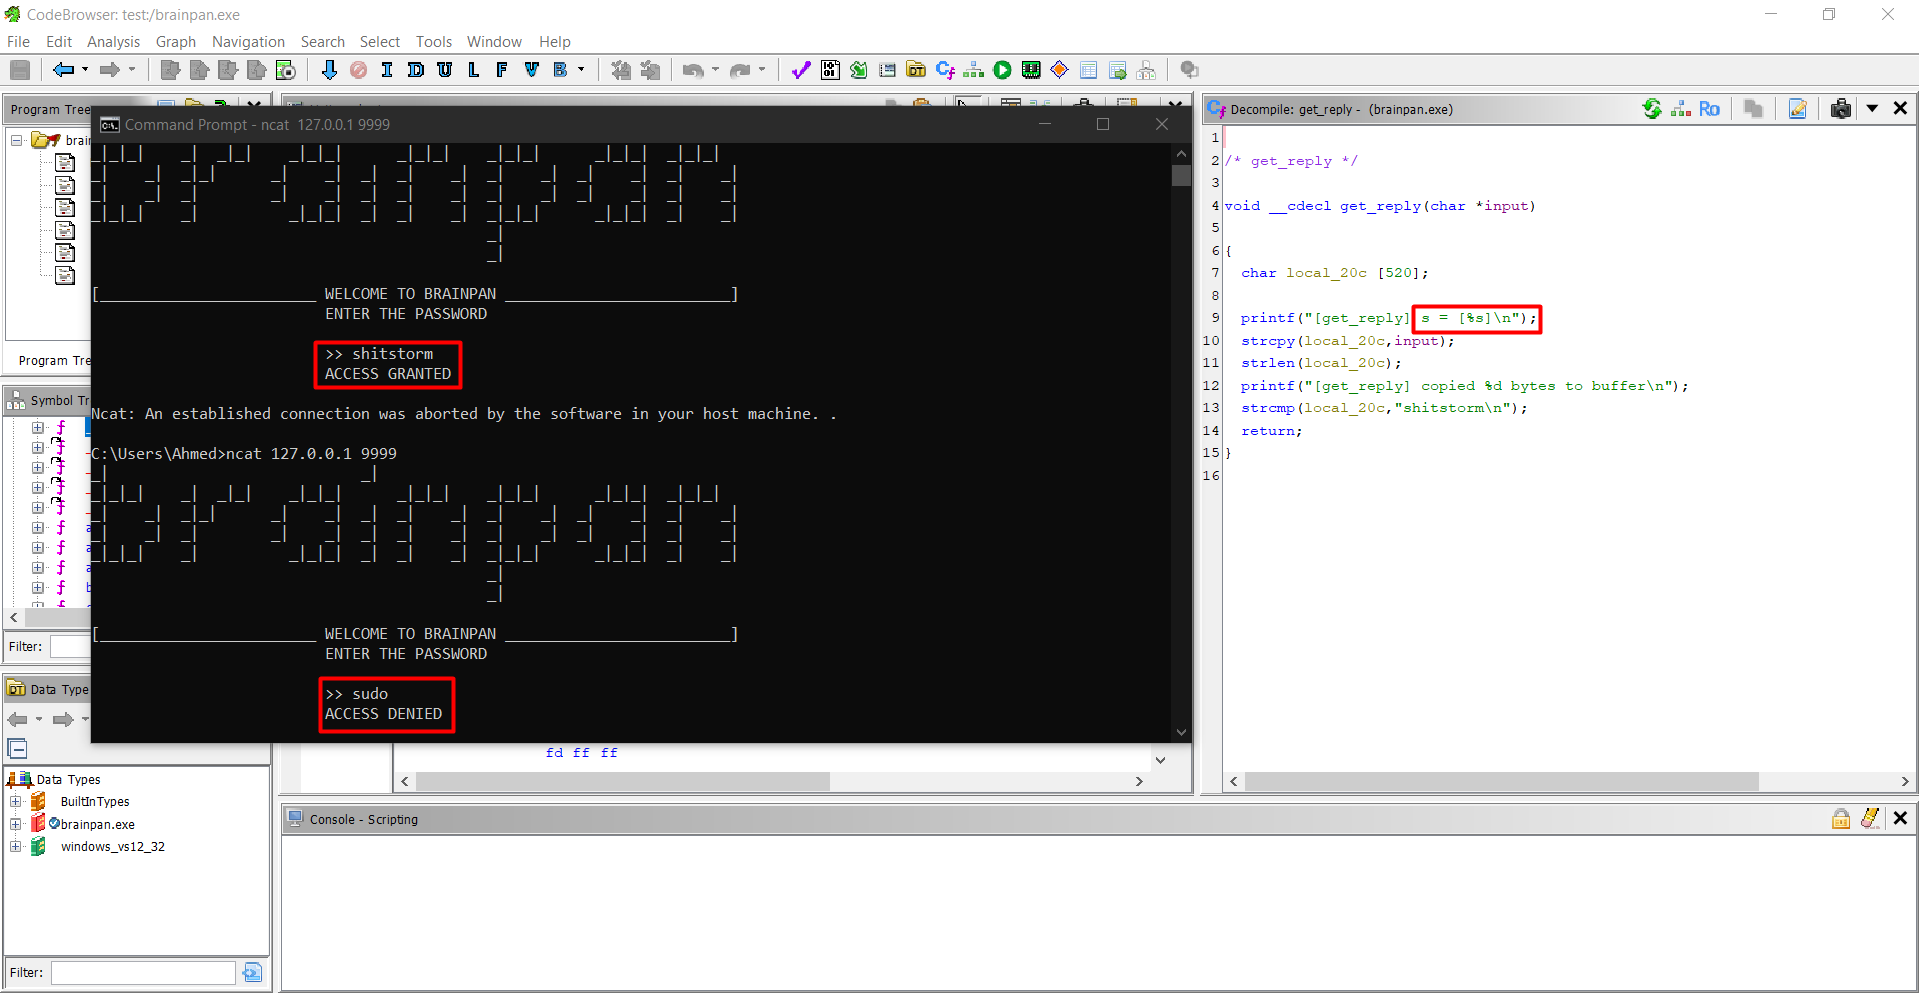 CodeBrowser: test:/brainpan.exe
File Edit Analysis Graph Navigation Search Select Tools Window Help
I D U L F V B
Program Tree
Command Prompt - ncat 127.0.0.1 9999
brain
[________________________ WELCOME TO BRAINPAN _________________________]
ENTER THE PASSWORD
>> shitstorm
ACCESS GRANTED
Ncat: An established connection was aborted by the software in your host machine. .
C:\Users\Ahmed>ncat 127.0.0.1 9999
brainpan
[________________________ WELCOME TO BRAINPAN _________________________]
ENTER THE PASSWORD
>> sudo
ACCESS DENIED
Program Tre
Symbol Tr
Filter:
Data Type
Data Types
BuiltInTypes
brainpan.exe
windows_vs12_32
Filter:
fd ff ff
Decompile: get_reply - (brainpan.exe)
Ro
1
2 /* get_reply */
3
4 void __cdecl get_reply(char *input)
5
6 {
7 char local_20c [520];
8
9 printf("[get_reply] s = [%s]\n");
10 strcpy(local_20c,input);
11 strlen(local_20c);
12 printf("[get_reply] copied %d bytes to buffer\n");
13 strcmp(local_20c,"shitstorm\n");
14 return;
15 }
16
Console - Scripting